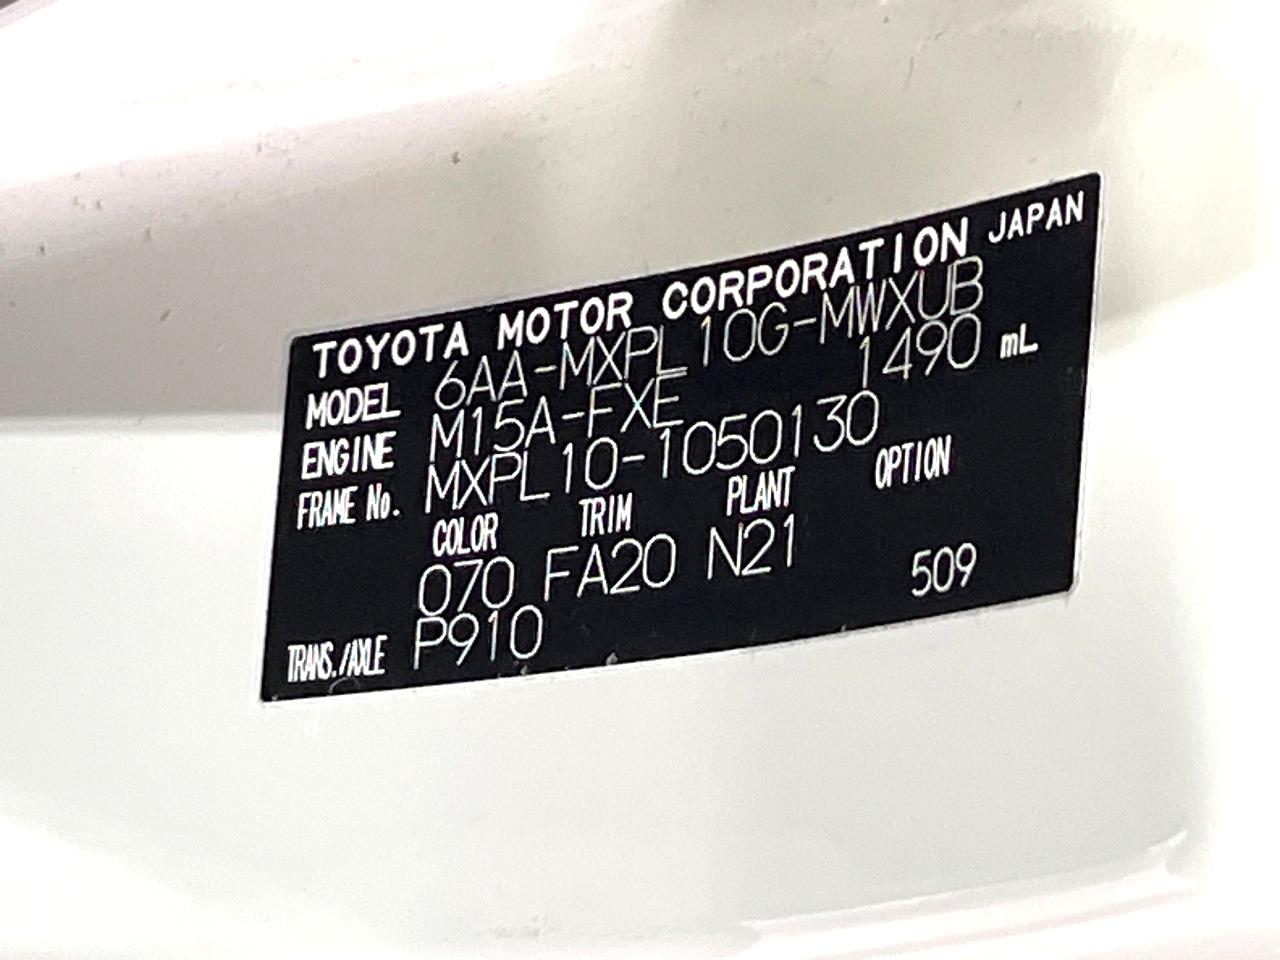 TOYOTA MOTOR CORPORATION JAPAN
MODEL 6AA-MXPL10G-MWXUB
ENGINE M15A-FXE 1490 mL
FRAME No. MXPL10-1050130
COLOR TRIM PLANT OPTION
070 FA20 N21 509
TRANS./AXLE P910